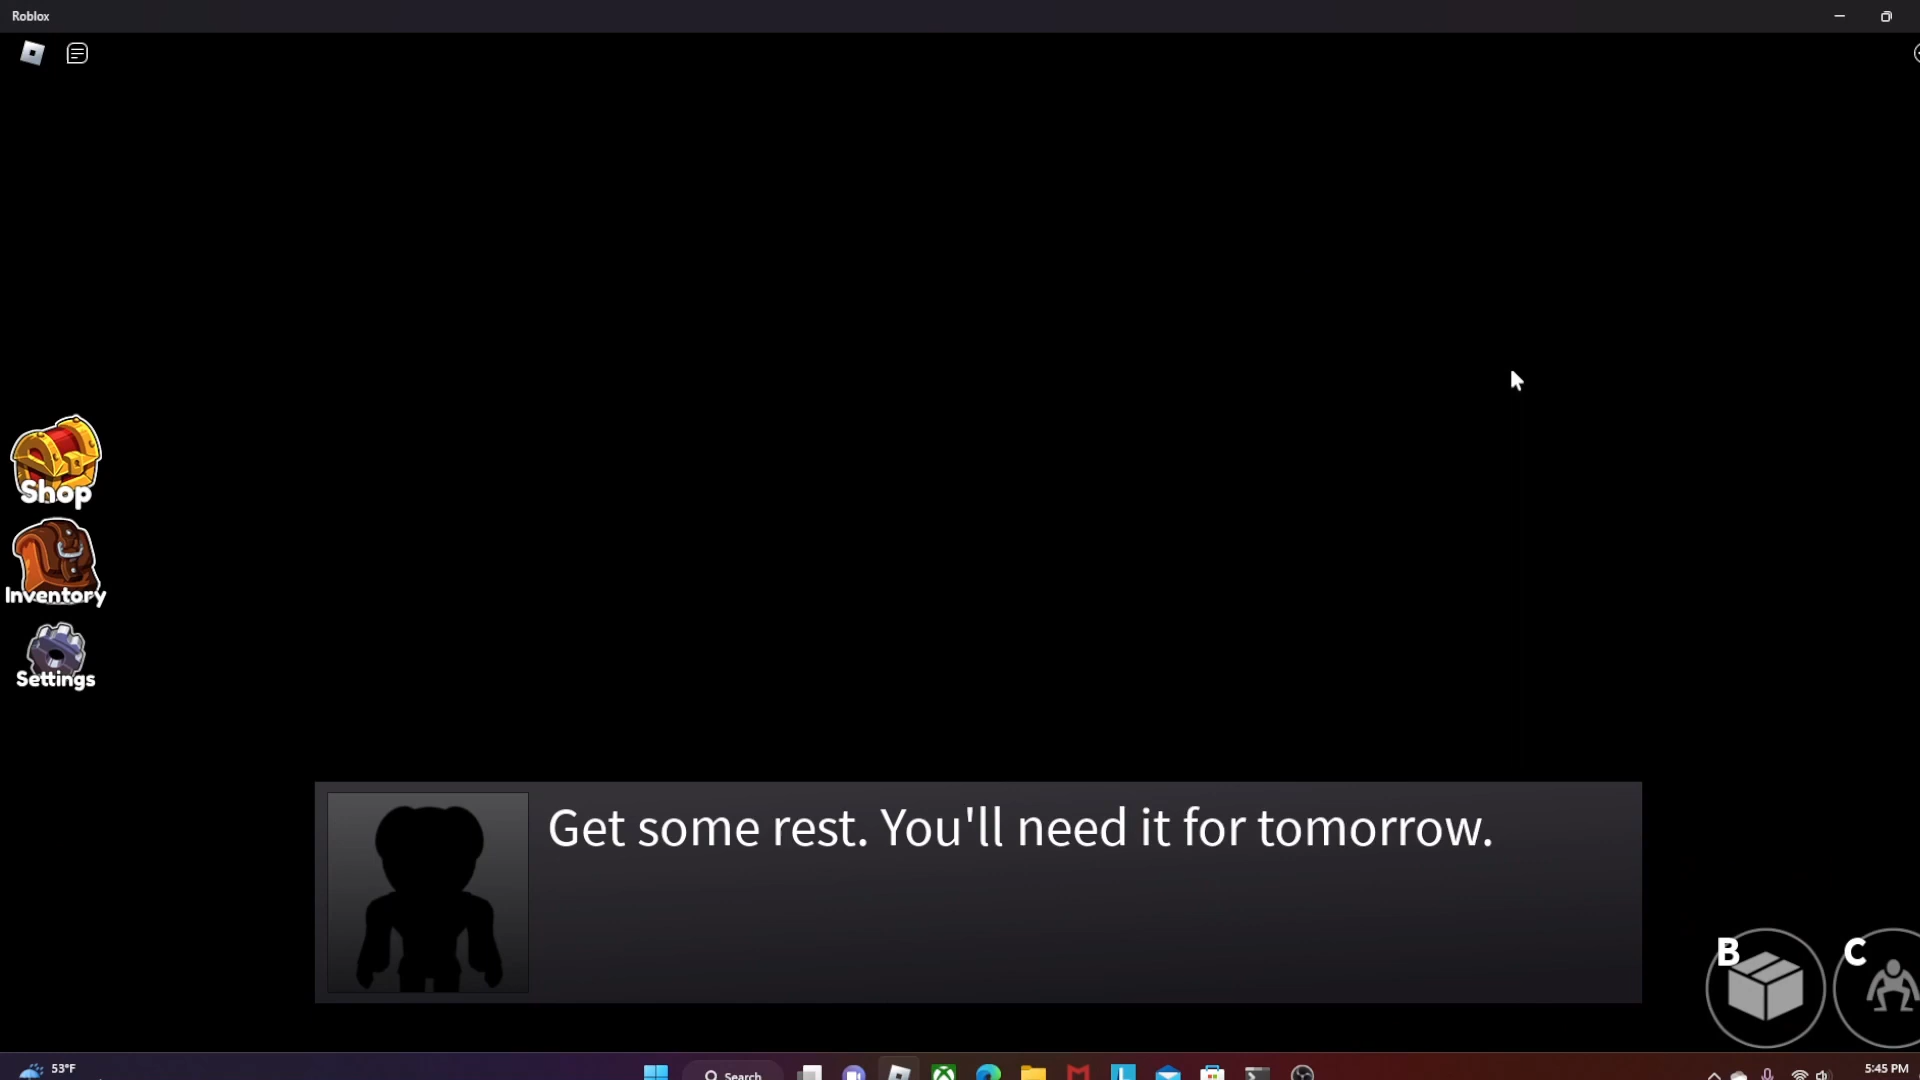 Roblox
Shop
Inventory
Settings
Get some rest. You'll need it for tomorrow.
B
C
53°F
Search
5:45 PM